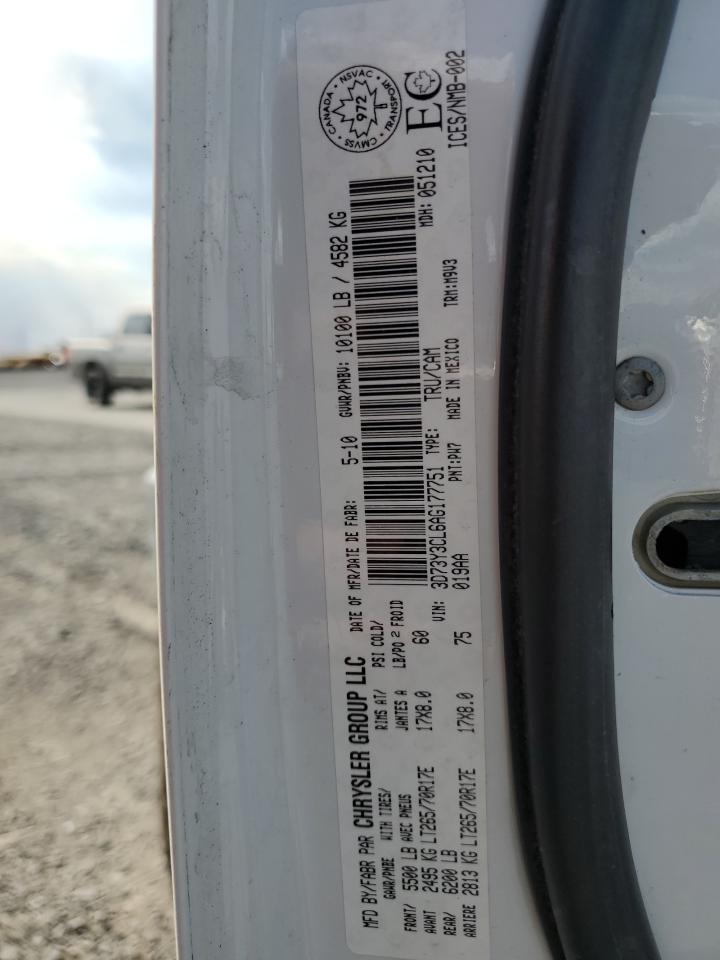 MFD BY/FABR PAR CHRYSLER GROUP LLC
DATE OF MFR/DATE DE FABR: 5-10
GVWR/PNBV: 10100 LB / 4582 KG
GAWR/PNBE WITH TIRES/ RIMS AT/ PSI COLD/
AVEC PNEUS JANTES A LB/PO2 FROID
FRONT/ 5500 LB
AVANT 2495 KG LT265/70R17E 17X8.0 60
REAR/ 6200 LB
ARRIERE 2813 KG LT265/70R17E 17X8.0 75
VIN: 3D73Y3CL6AG177751 TYPE: TRU/CAM MDH: 051210
019AA PNT:PW7 MADE IN MEXICO TRM:M9V3
CANADA NSVAC TRANSPORT CMVSS
972
EC
ICES/NMB-002